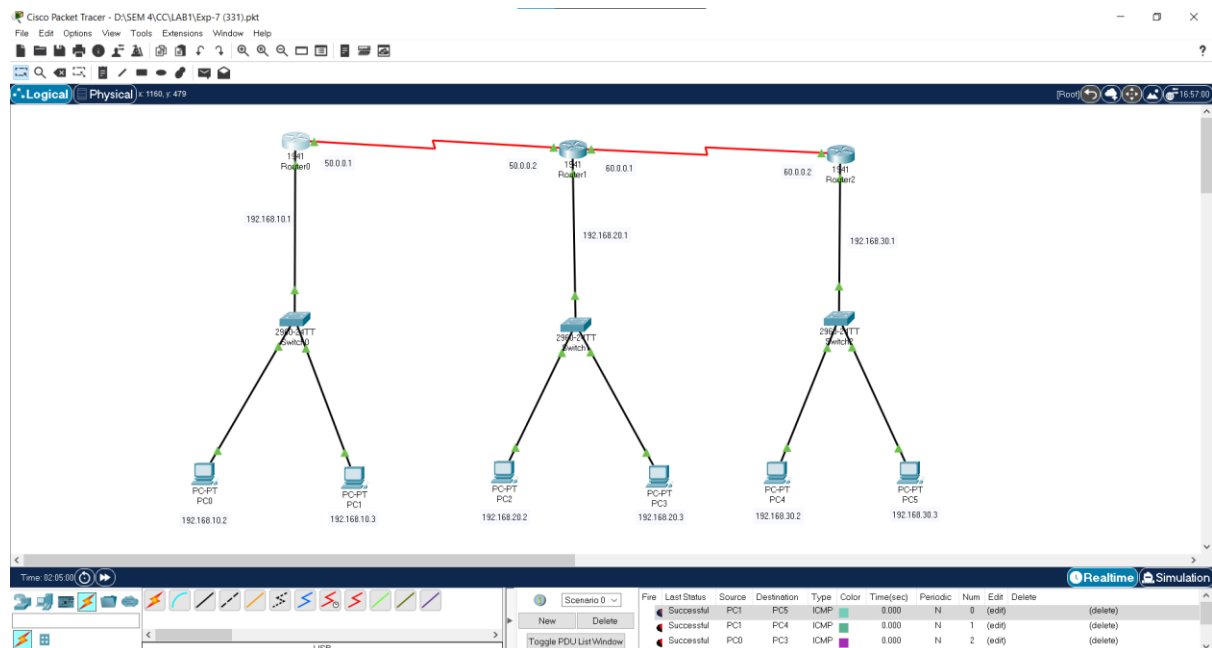 Cisco Packet Tracer - D:\SEM 4\CC\LAB1\Exp-7 (331).pkt
File Edit Options View Tools Extensions Window Help
?
Logical Physical x: 1160, y: 479 [Root] 16:57:00
1941
Router0
50.0.0.1
50.0.0.2
1941
Router1
60.0.0.1
60.0.0.2
1941
Router2
192.168.10.1
192.168.20.1
192.168.30.1
2960-24TT
Switch0
2960-24TT
Switch1
2960-24TT
Switch2
PC-PT
PC0
PC-PT
PC1
PC-PT
PC2
PC-PT
PC3
PC-PT
PC4
PC-PT
PC5
192.168.10.2
192.168.10.3
192.168.20.2
192.168.20.3
192.168.30.2
192.168.30.3
Time: 02:05:00 Realtime Simulation
Scenario 0
New Delete
Toggle PDU List Window
Fire Last Status Source Destination Type Color Time(sec) Periodic Num Edit Delete
Successful PC1 PC5 ICMP 0.000 N 0 (edit) (delete)
Successful PC1 PC4 ICMP 0.000 N 1 (edit) (delete)
Successful PC0 PC3 ICMP 0.000 N 2 (edit) (delete)